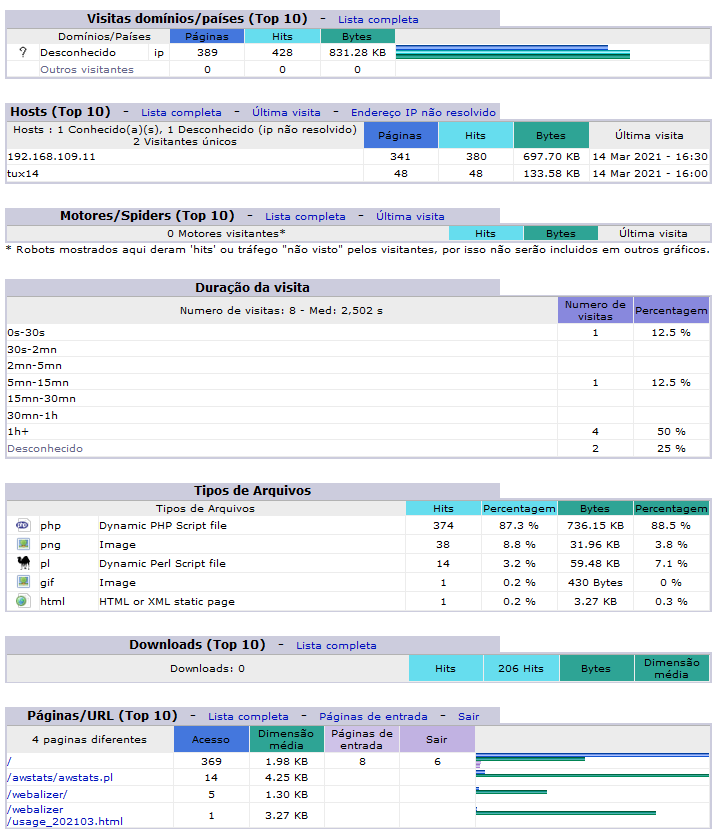 Visitas domínios/países (Top 10) - Lista completa
Domínios/Países Páginas Hits Bytes
? Desconhecido ip 389 428 831.28 KB
Outros visitantes 0 0 0
Hosts (Top 10) - Lista completa - Última visita - Endereço IP não resolvido
Hosts : 1 Conhecido(a)(s), 1 Desconhecido (ip não resolvido)
2 Visitantes únicos
Páginas Hits Bytes Última visita
192.168.109.11 341 380 697.70 KB 14 Mar 2021 - 16:30
tux14 48 48 133.58 KB 14 Mar 2021 - 16:00
Motores/Spiders (Top 10) - Lista completa - Última visita
0 Motores visitantes* Hits Bytes Última visita
* Robots mostrados aqui deram 'hits' ou tráfego "não visto" pelos visitantes, por isso não serão incluidos em outros gráficos.
Duração da visita
Numero de visitas: 8 - Med: 2,502 s
Numero de
visitas
Percentagem
0s-30s 1 12.5 %
30s-2mn
2mn-5mn
5mn-15mn 1 12.5 %
15mn-30mn
30mn-1h
1h+ 4 50 %
Desconhecido 2 25 %
Tipos de Arquivos
Tipos de Arquivos Hits Percentagem Bytes Percentagem
php php Dynamic PHP Script file 374 87.3 % 736.15 KB 88.5 %
png Image 38 8.8 % 31.96 KB 3.8 %
pl Dynamic Perl Script file 14 3.2 % 59.48 KB 7.1 %
gif Image 1 0.2 % 430 Bytes 0 %
html HTML or XML static page 1 0.2 % 3.27 KB 0.3 %
Downloads (Top 10) - Lista completa
Downloads: 0 Hits 206 Hits Bytes
Dimensão
média
Páginas/URL (Top 10) - Lista completa - Páginas de entrada - Sair
4 paginas diferentes Acesso
Dimensão
média
Páginas de
entrada
Sair
/ 369 1.98 KB 8 6
/awstats/awstats.pl 14 4.25 KB
/webalizer/ 5 1.30 KB
/webalizer
/usage_202103.html 1 3.27 KB